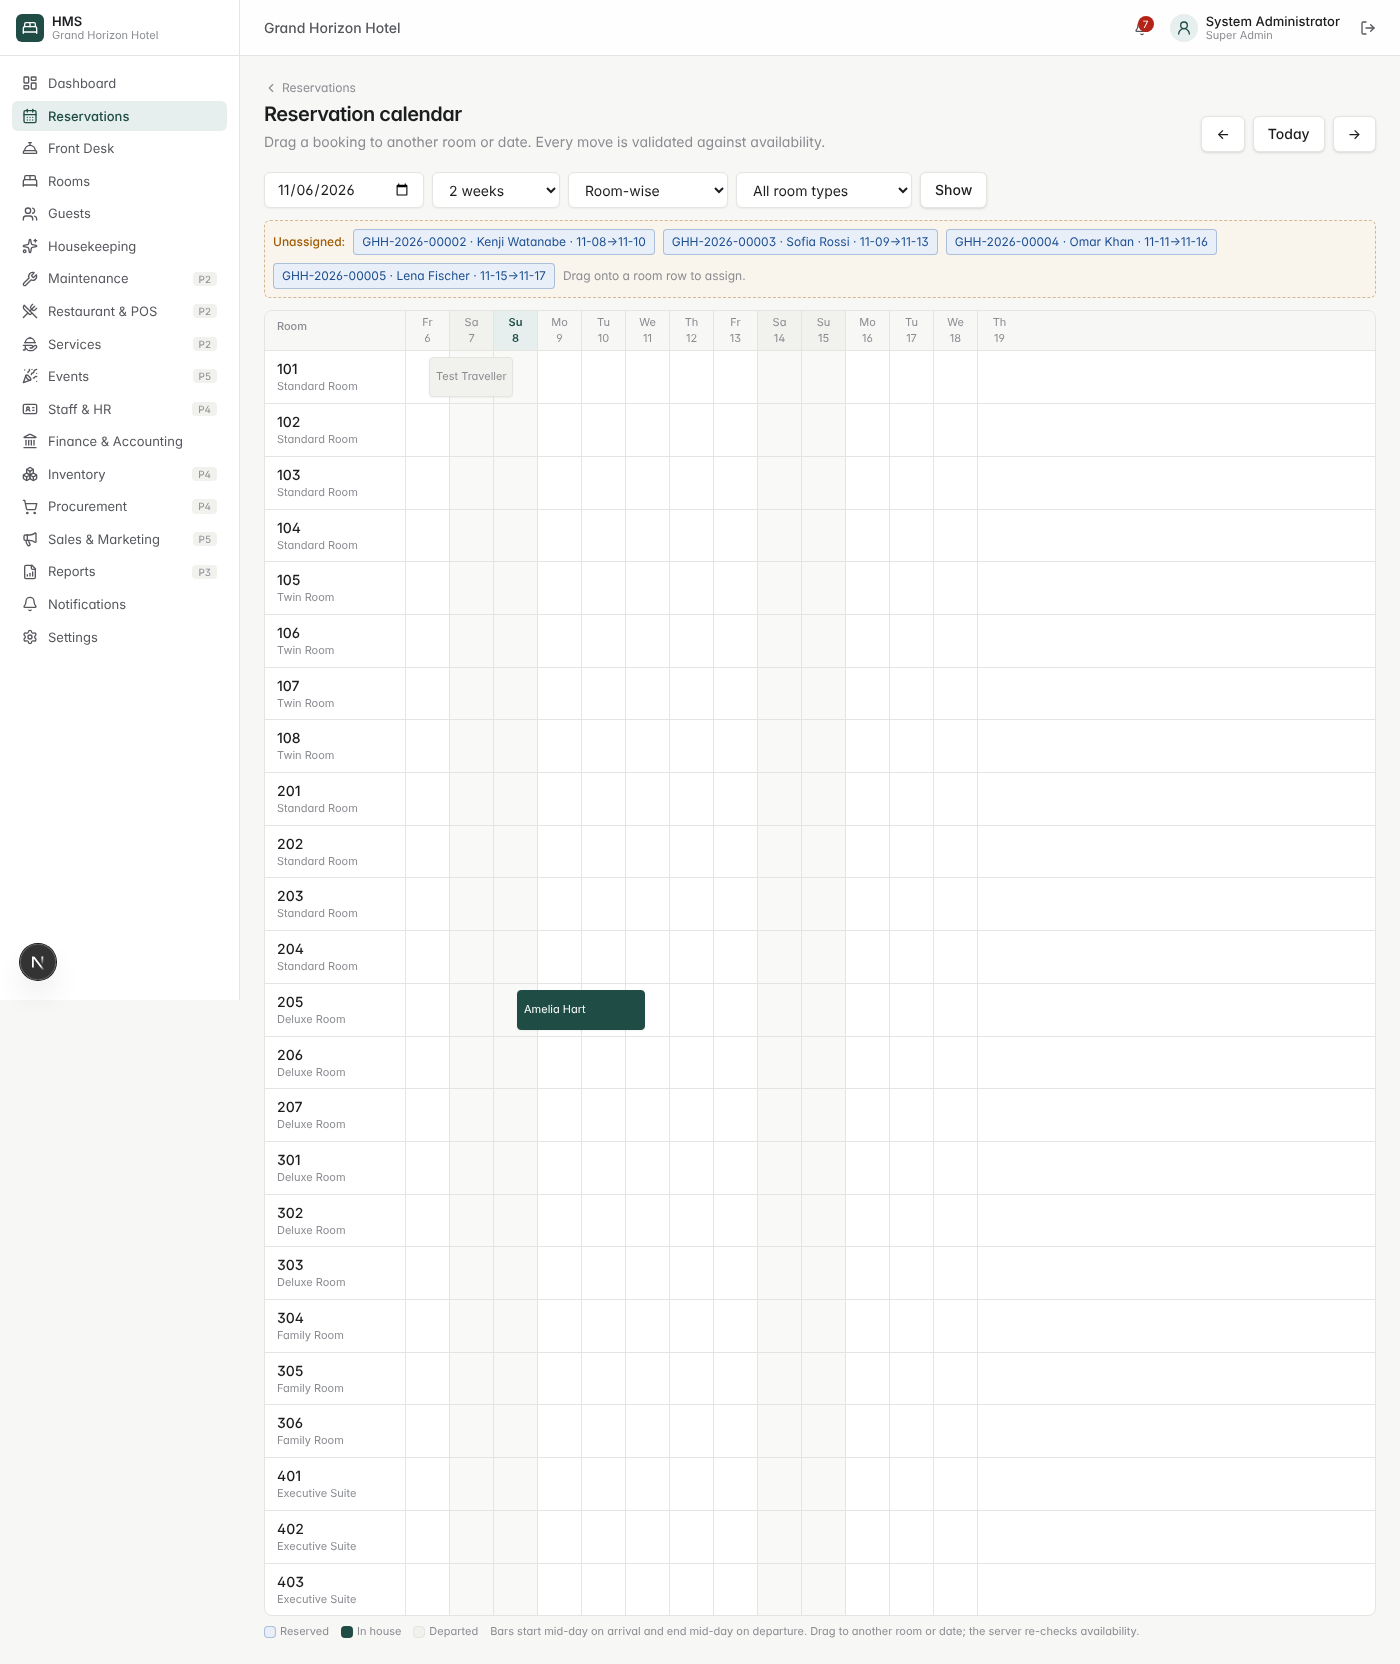 HMS
Grand Horizon Hotel
Grand Horizon Hotel
7
System Administrator
Super Admin
Dashboard
Reservations
Front Desk
Rooms
Guests
Housekeeping
Maintenance P2
Restaurant & POS P2
Services P2
Events P5
Staff & HR P4
Finance & Accounting
Inventory P4
Procurement P4
Sales & Marketing P5
Reports P3
Notifications
Settings
N
Reservations
Reservation calendar
Drag a booking to another room or date. Every move is validated against availability.
← Today →
11/06/2026 2 weeks Room-wise All room types Show
Unassigned: GHH-2026-00002 · Kenji Watanabe · 11-08→11-10 GHH-2026-00003 · Sofia Rossi · 11-09→11-13 GHH-2026-00004 · Omar Khan · 11-11→11-16
GHH-2026-00005 · Lena Fischer · 11-15→11-17 Drag onto a room row to assign.
Room Fr Sa Su Mo Tu We Th Fr Sa Su Mo Tu We Th
6 7 8 9 10 11 12 13 14 15 16 17 18 19
101
Standard Room
Test Traveller
102
Standard Room
103
Standard Room
104
Standard Room
105
Twin Room
106
Twin Room
107
Twin Room
108
Twin Room
201
Standard Room
202
Standard Room
203
Standard Room
204
Standard Room
205
Deluxe Room
Amelia Hart
206
Deluxe Room
207
Deluxe Room
301
Deluxe Room
302
Deluxe Room
303
Deluxe Room
304
Family Room
305
Family Room
306
Family Room
401
Executive Suite
402
Executive Suite
403
Executive Suite
Reserved In house Departed Bars start mid-day on arrival and end mid-day on departure. Drag to another room or date; the server re-checks availability.